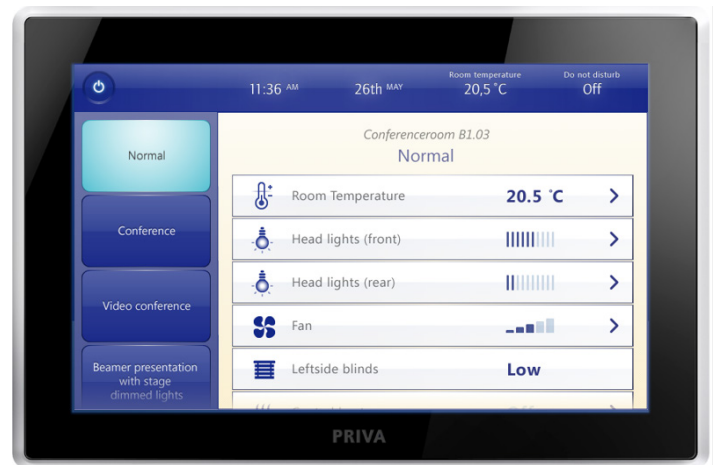 11:36 AM
26th MAY
Room temperature
20,5 °C
Do not disturb
Off
Normal
Conference
Video conference
Beamer presentation
with stage
dimmed lights
Conferenceroom B1.03
Normal
Room Temperature 20.5 °C
Head lights (front)
Head lights (rear)
Fan
Leftside blinds Low
PRIVA